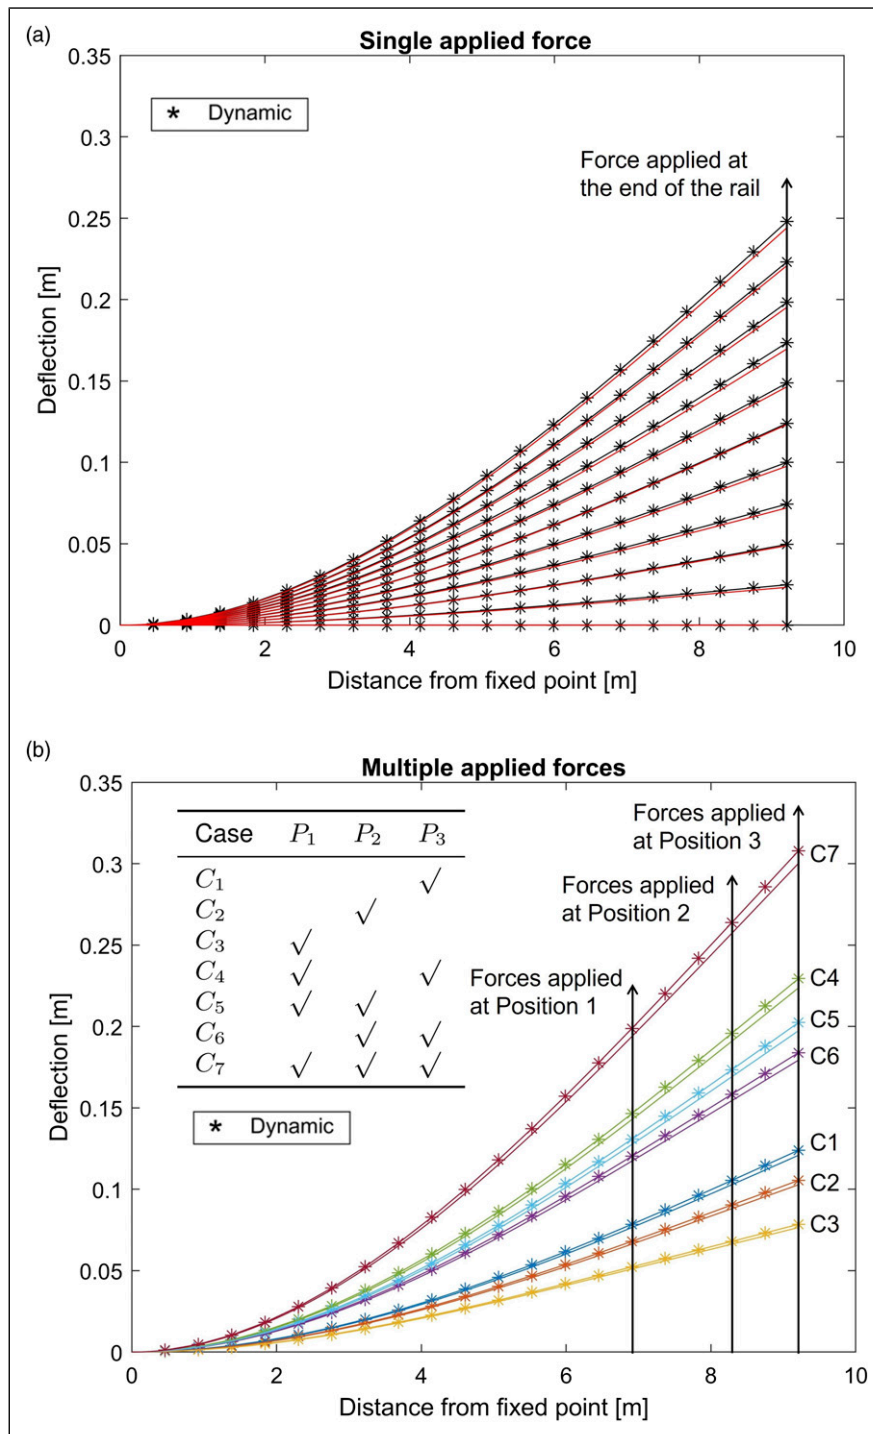 (a)
Single applied force
0.35
0.3
0.25
0.2
0.15
0.1
0.05
0
Deflection [m]
* Dynamic
Force applied at
the end of the rail
0 2 4 6 8 10
Distance from fixed point [m]
(b)
Multiple applied forces
0.35
0.3
0.25
0.2
0.15
0.1
0.05
0
Deflection [m]
Case P₁ P₂ P₃
C₁ √
C₂ √
C₃ √
C₄ √ √
C₅ √ √
C₆ √ √
C₇ √ √ √
* Dynamic
Forces applied
at Position 1
Forces applied
at Position 2
Forces applied
at Position 3
C7
C4
C5
C6
C1
C2
C3
0 2 4 6 8 10
Distance from fixed point [m]